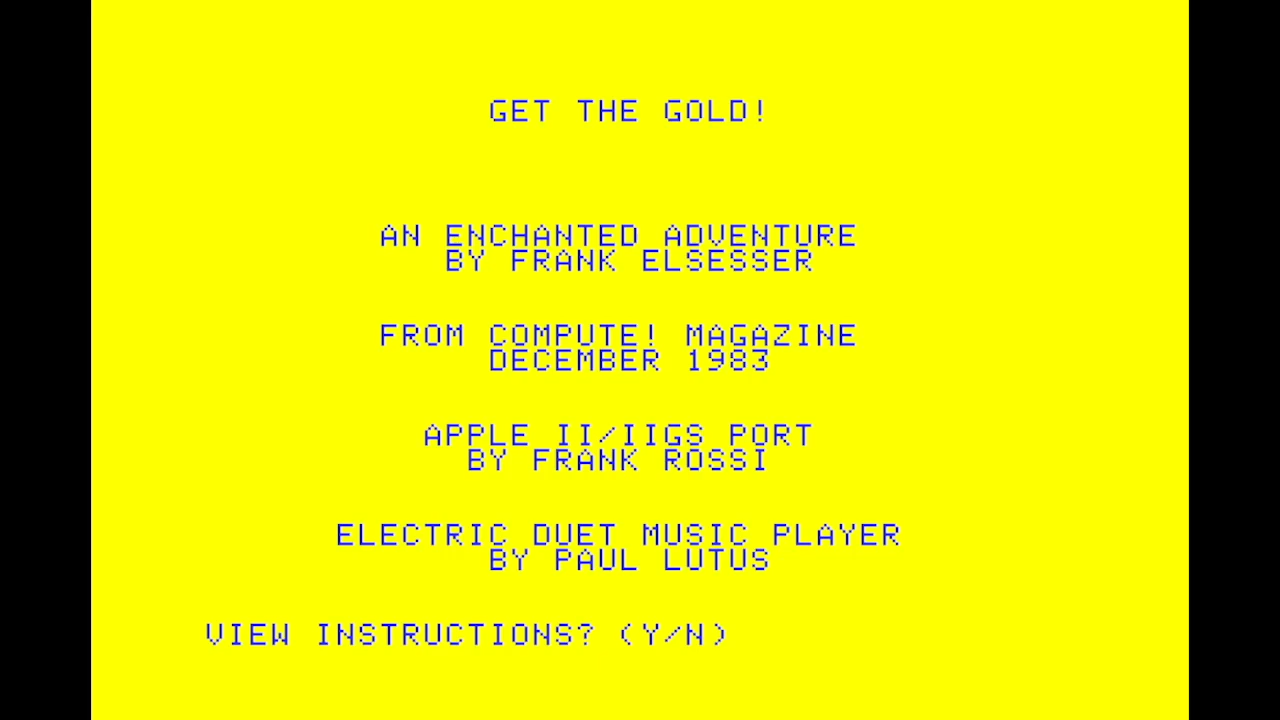 GET THE GOLD!
AN ENCHANTED ADVENTURE
BY FRANK ELSESSER
FROM COMPUTE! MAGAZINE
DECEMBER 1983
APPLE II/IIGS PORT
BY FRANK ROSSI
ELECTRIC DUET MUSIC PLAYER
BY PAUL LUTUS
VIEW INSTRUCTIONS? (Y/N)